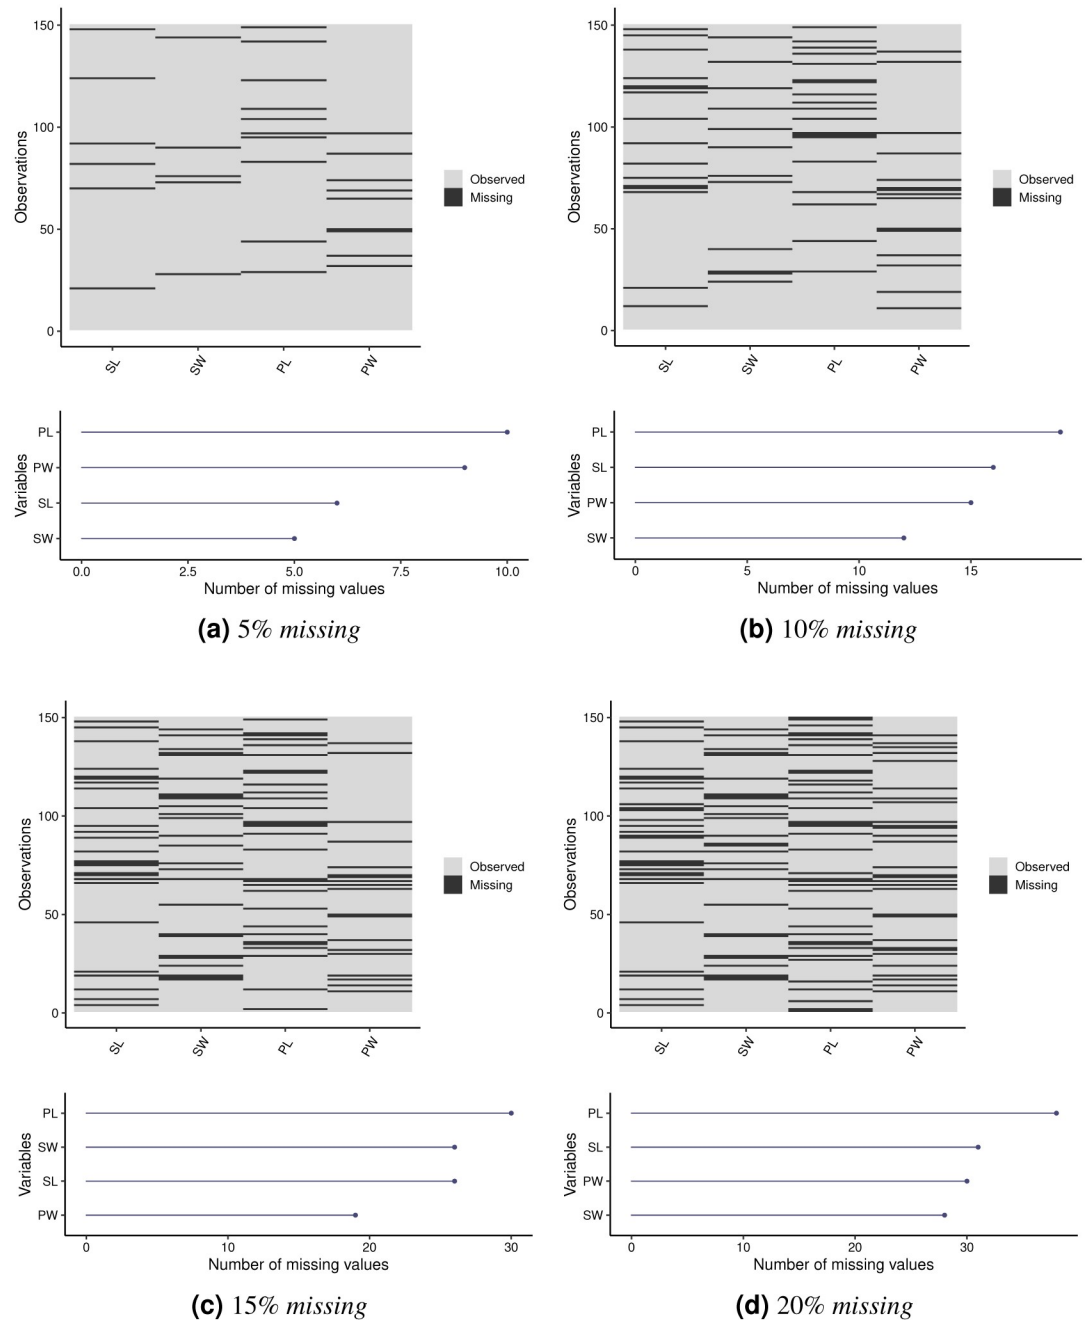 150
100
50
0
Observations
SL
SW
PL
PW
Observed
Missing
PL
PW
SL
SW
Variables
0.0
2.5
5.0
7.5
10.0
Number of missing values
(a) 5% missing
150
100
50
0
Observations
SL
SW
PL
PW
Observed
Missing
PL
SL
PW
SW
Variables
0
5
10
15
Number of missing values
(b) 10% missing
150
100
50
0
Observations
SL
SW
PL
PW
Observed
Missing
PL
SW
SL
PW
Variables
0
10
20
30
Number of missing values
(c) 15% missing
150
100
50
0
Observations
SL
SW
PL
PW
Observed
Missing
PL
SL
PW
SW
Variables
0
10
20
30
Number of missing values
(d) 20% missing